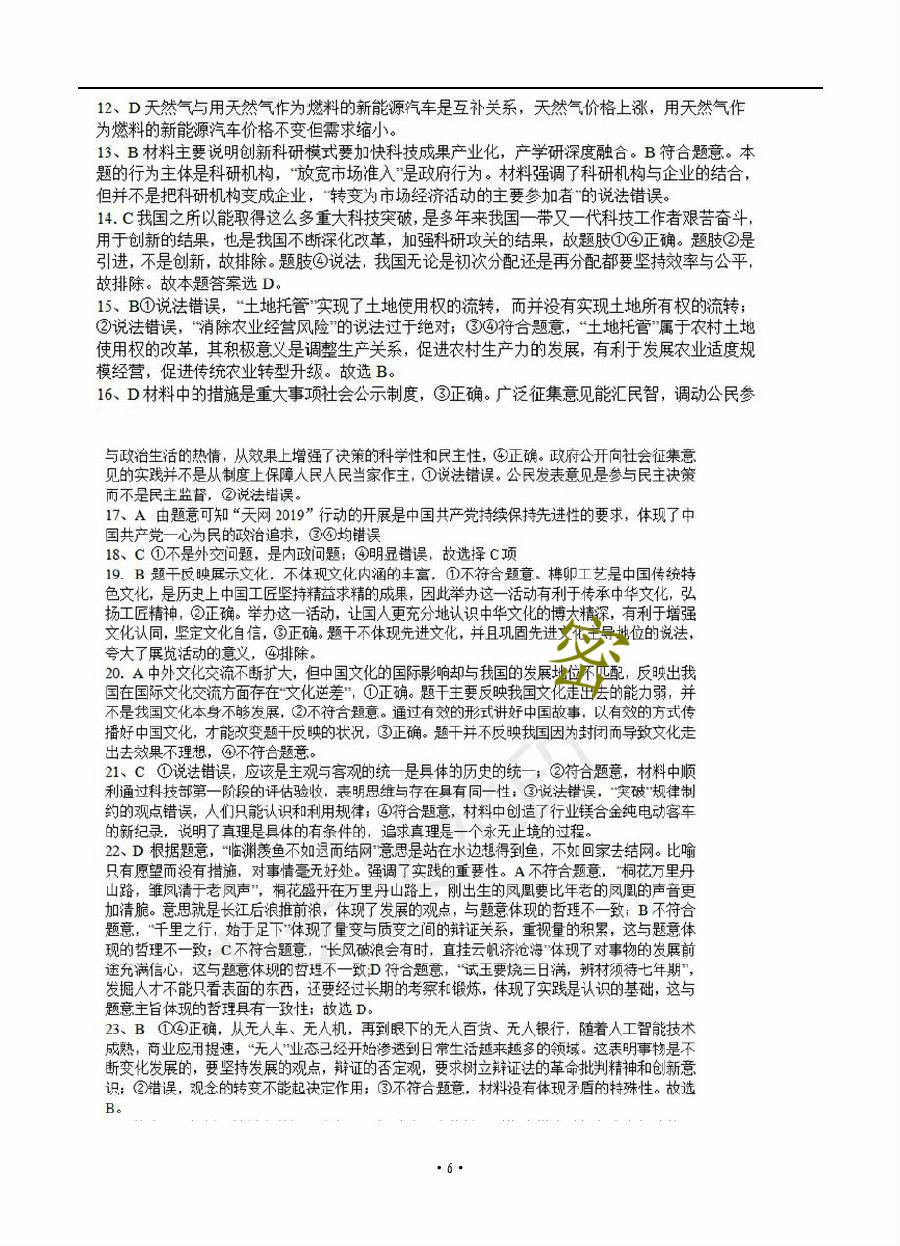 12、D 天然气与用天然气作为燃料的新能源汽车是互补关系，天然气价格上涨，用天然气作
为燃料的新能源汽车价格不变但需求缩小。
13、B 材料主要说明创新科研模式要加快科技成果产业化，产学研深度融合。B 符合题意。本
题的行为主体是科研机构，“放宽市场准入”是政府行为。材料强调了科研机构与企业的结合，
但并不是把科研机构变成企业，“转变为市场经济活动的主要参加者”的说法错误。
14. C 我国之所以能取得这么多重大科技突破，是多年来我国一带又一代科技工作者艰苦奋斗，
用于创新的结果，也是我国不断深化改革，加强科研攻关的结果，故题肢①④正确。题肢②是
引进，不是创新，故排除。题肢④说法，我国无论是初次分配还是再分配都要坚持效率与公平，
故排除。故本题答案选 D。
15、B①说法错误，“土地托管”实现了土地使用权的流转，而并没有实现土地所有权的流转；
②说法错误，“消除农业经营风险”的说法过于绝对；③④符合题意，“土地托管”属于农村土地
使用权的改革，其积极意义是调整生产关系，促进农村生产力的发展，有利于发展农业适度规
模经营，促进传统农业转型升级。故选 B。
16、D 材料中的措施是重大事项社会公示制度，③正确。广泛征集意见能汇民智，调动公民参
与政治生活的热情，从效果上增强了决策的科学性和民主性，④正确。政府公开向社会征集意
见的实践并不是从制度上保障人民人民当家作主，①说法错误。公民发表意见是参与民主决策
而不是民主监督，②说法错误。
17、A 由题意可知“天网 2019”行动的开展是中国共产党持续保持先进性的要求，体现了中
国共产党一心为民的政治追求，③④均错误
18、C ①不是外交问题，是内政问题；④明显错误，故选择 C 项
19. B 题干反映展示文化，不体现文化内涵的丰富，①不符合题意。榫卯工艺是中国传统特
色文化，是历史上中国工匠坚持精益求精的成果，因此举办这一活动有利于传承中华文化，弘
扬工匠精神，②正确。举办这一活动，让国人更充分地认识中华文化的博大精深，有利于增强
文化认同，坚定文化自信，③正确。题干不体现先进文化，并且巩固先进文化主导地位的说法，
夸大了展览活动的意义，④排除。
20. A 中外文化交流不断扩大，但中国文化的国际影响却与我国的发展地位不匹配，反映出我
国在国际文化交流方面存在“文化逆差”，①正确。题干主要反映我国文化走出去的能力弱，并
不是我国文化本身不够发展，②不符合题意。通过有效的形式讲好中国故事，以有效的方式传
播好中国文化，才能改变题干反映的状况，③正确。题干并不反映我国因为封闭而导致文化走
出去效果不理想，④不符合题意。
21、C ①说法错误，应该是主观与客观的统一是具体的历史的统一；②符合题意，材料中顺
利通过科技部第一阶段的评估验收，表明思维与存在具有同一性；③说法错误，“突破”规律制
约的观点错误，人们只能认识和利用规律；④符合题意，材料中创造了行业镁合金纯电动客车
的新纪录，说明了真理是具体的有条件的，追求真理是一个永无止境的过程。
22、D 根据题意，“临渊羡鱼不如退而结网”意思是站在水边想得到鱼，不如回家去结网。比喻
只有愿望而没有措施，对事情毫无好处。强调了实践的重要性。A 不符合题意，“桐花万里丹
山路，雏凤清于老凤声”，桐花盛开在万里丹山路上，刚出生的凤凰要比年老的凤凰的声音更
加清脆。意思就是长江后浪推前浪，体现了发展的观点，与题意体现的哲理不一致；B 不符合
题意，“千里之行，始于足下”体现了量变与质变之间的辩证关系，重视量的积累，这与题意体
现的哲理不一致；C 不符合题意，“长风破浪会有时，直挂云帆济沧海”体现了对事物的发展前
途充满信心，这与题意体现的哲理不一致;D 符合题意，“试玉要烧三日满，辨材须待七年期”，
发掘人才不能只看表面的东西，还要经过长期的考察和锻炼，体现了实践是认识的基础，这与
题意主旨体现的哲理具有一致性；故选 D。
23、B ①④正确，从无人车、无人机，再到眼下的无人百货、无人银行，随着人工智能技术
成熟，商业应用提速，“无人”业态已经开始渗透到日常生活越来越多的领域。这表明事物是不
断变化发展的，要坚持发展的观点，辩证的否定观，要求树立辩证法的革命批判精神和创新意
识；②错误，观念的转变不能起决定作用；③不符合题意，材料没有体现矛盾的特殊性。故选
B。
密
• 6 •